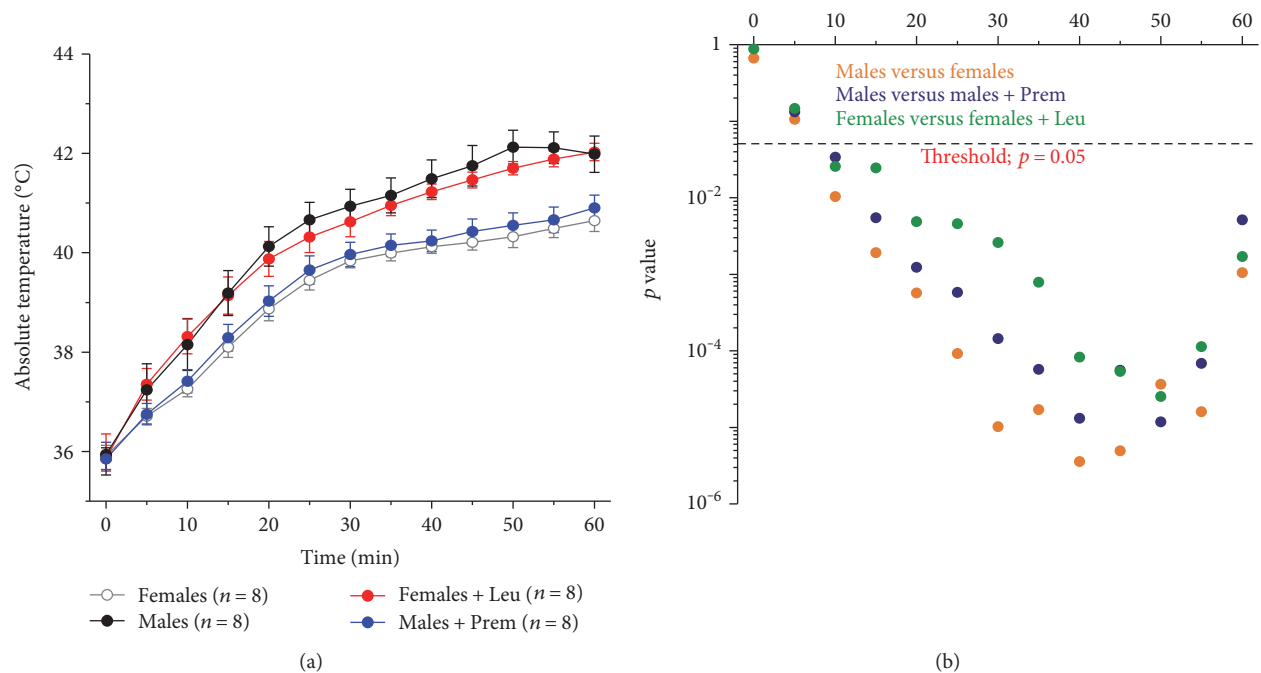 44
42
40
38
36
Absolute temperature (°C)
0 10 20 30 40 50 60
Time (min)
Females (n = 8)
Females + Leu (n = 8)
Males (n = 8)
Males + Prem (n = 8)
(a)
0 10 20 30 40 50 60
1
10⁻²
10⁻⁴
10⁻⁶
p value
Males versus females
Males versus males + Prem
Females versus females + Leu
Threshold; p = 0.05
(b)